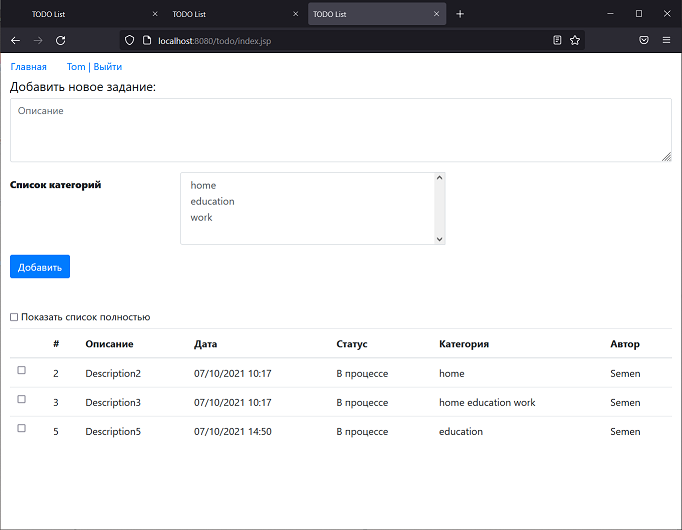 TODO List TODO List TODO List
localhost:8080/todo/index.jsp
Главная Tom | Выйти
Добавить новое задание:
Описание
Список категорий
home
education
work
Добавить
Показать список полностью
# Описание Дата Статус Категория Автор
2 Description2 07/10/2021 10:17 В процессе home Semen
3 Description3 07/10/2021 10:17 В процессе home education work Semen
5 Description5 07/10/2021 14:50 В процессе education Semen